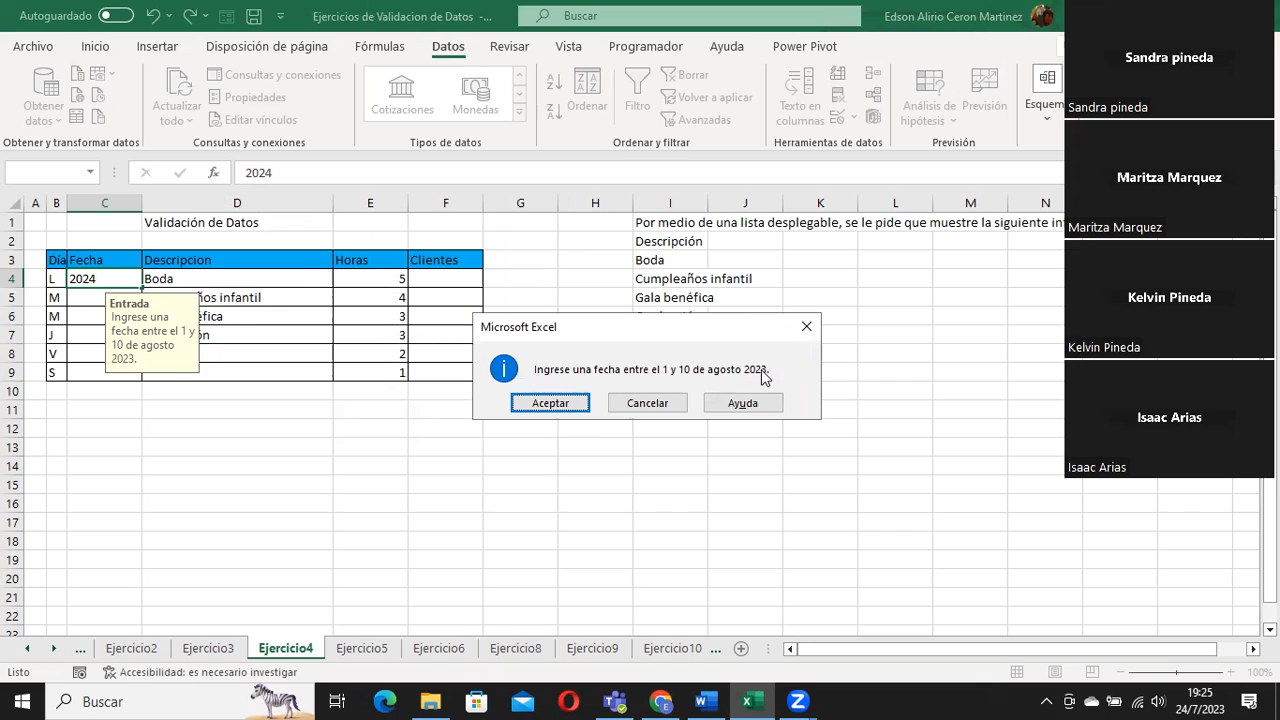 Autoguardado
Ejercicios de Validacion de Datos -...
Buscar
Edson Alirio Ceron Martinez
Archivo Inicio Insertar Disposición de página Fórmulas Datos Revisar Vista Programador Ayuda Power Pivot
Obtener datos
Obtener y transformar datos
Actualizar todo
Consultas y conexiones
Propiedades
Editar vínculos
Consultas y conexiones
Cotizaciones Monedas
Tipos de datos
Ordenar
Filtro
Borrar
Volver a aplicar
Avanzadas
Ordenar y filtrar
Texto en columnas
Herramientas de datos
Análisis de hipótesis
Previsión
Previsión
Esquem
fx 2024
A B C D E F G H I J K L M N
1 Validación de Datos Por medio de una lista desplegable, se le pide que muestre la siguiente in
2 Descripción
3 Día Fecha Descripcion Horas Clientes Boda
4 L 2024 Boda 5 Cumpleaños infantil
5 M ños infantil 4 Gala benéfica
6 M éfica 3
7 J ón 3
8 V 2
9 S 1
10
11
12
13
14
15
16
17
18
19
20
21
22
23
Entrada
Ingrese una
fecha entre el 1 y
10 de agosto
2023.
Microsoft Excel
Ingrese una fecha entre el 1 y 10 de agosto 2023.
Aceptar Cancelar Ayuda
Sandra pineda
Sandra pineda
Maritza Marquez
Maritza Marquez
Kelvin Pineda
Kelvin Pineda
Isaac Arias
Isaac Arias
... Ejercicio2 Ejercicio3 Ejercicio4 Ejercicio5 Ejercicio6 Ejercicio8 Ejercicio9 Ejercicio10 ...
Listo Accesibilidad: es necesario investigar 100%
Buscar
19:25
24/7/2023